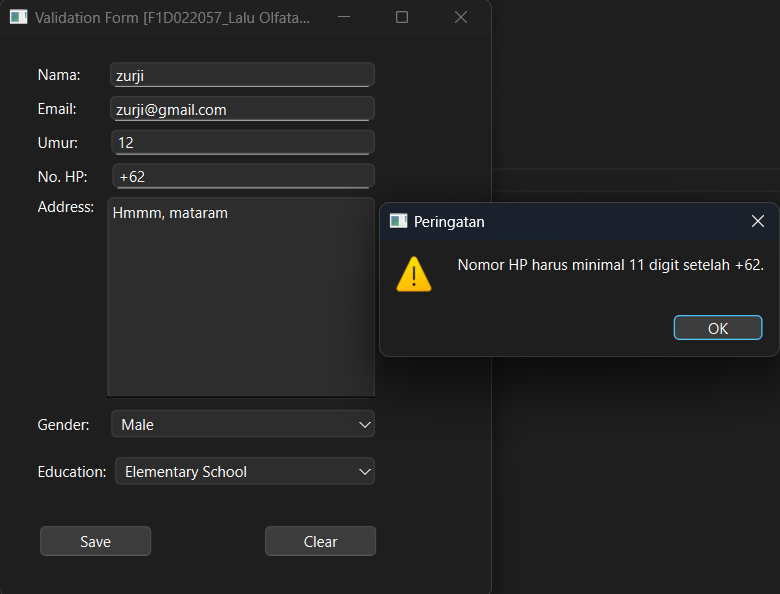 Validation Form [F1D022057_Lalu Olfata...
Nama: zurji
Email: zurji@gmail.com
Umur: 12
No. HP: +62
Address: Hmmm, mataram
Peringatan
Nomor HP harus minimal 11 digit setelah +62.
OK
Gender: Male
Education: Elementary School
Save Clear